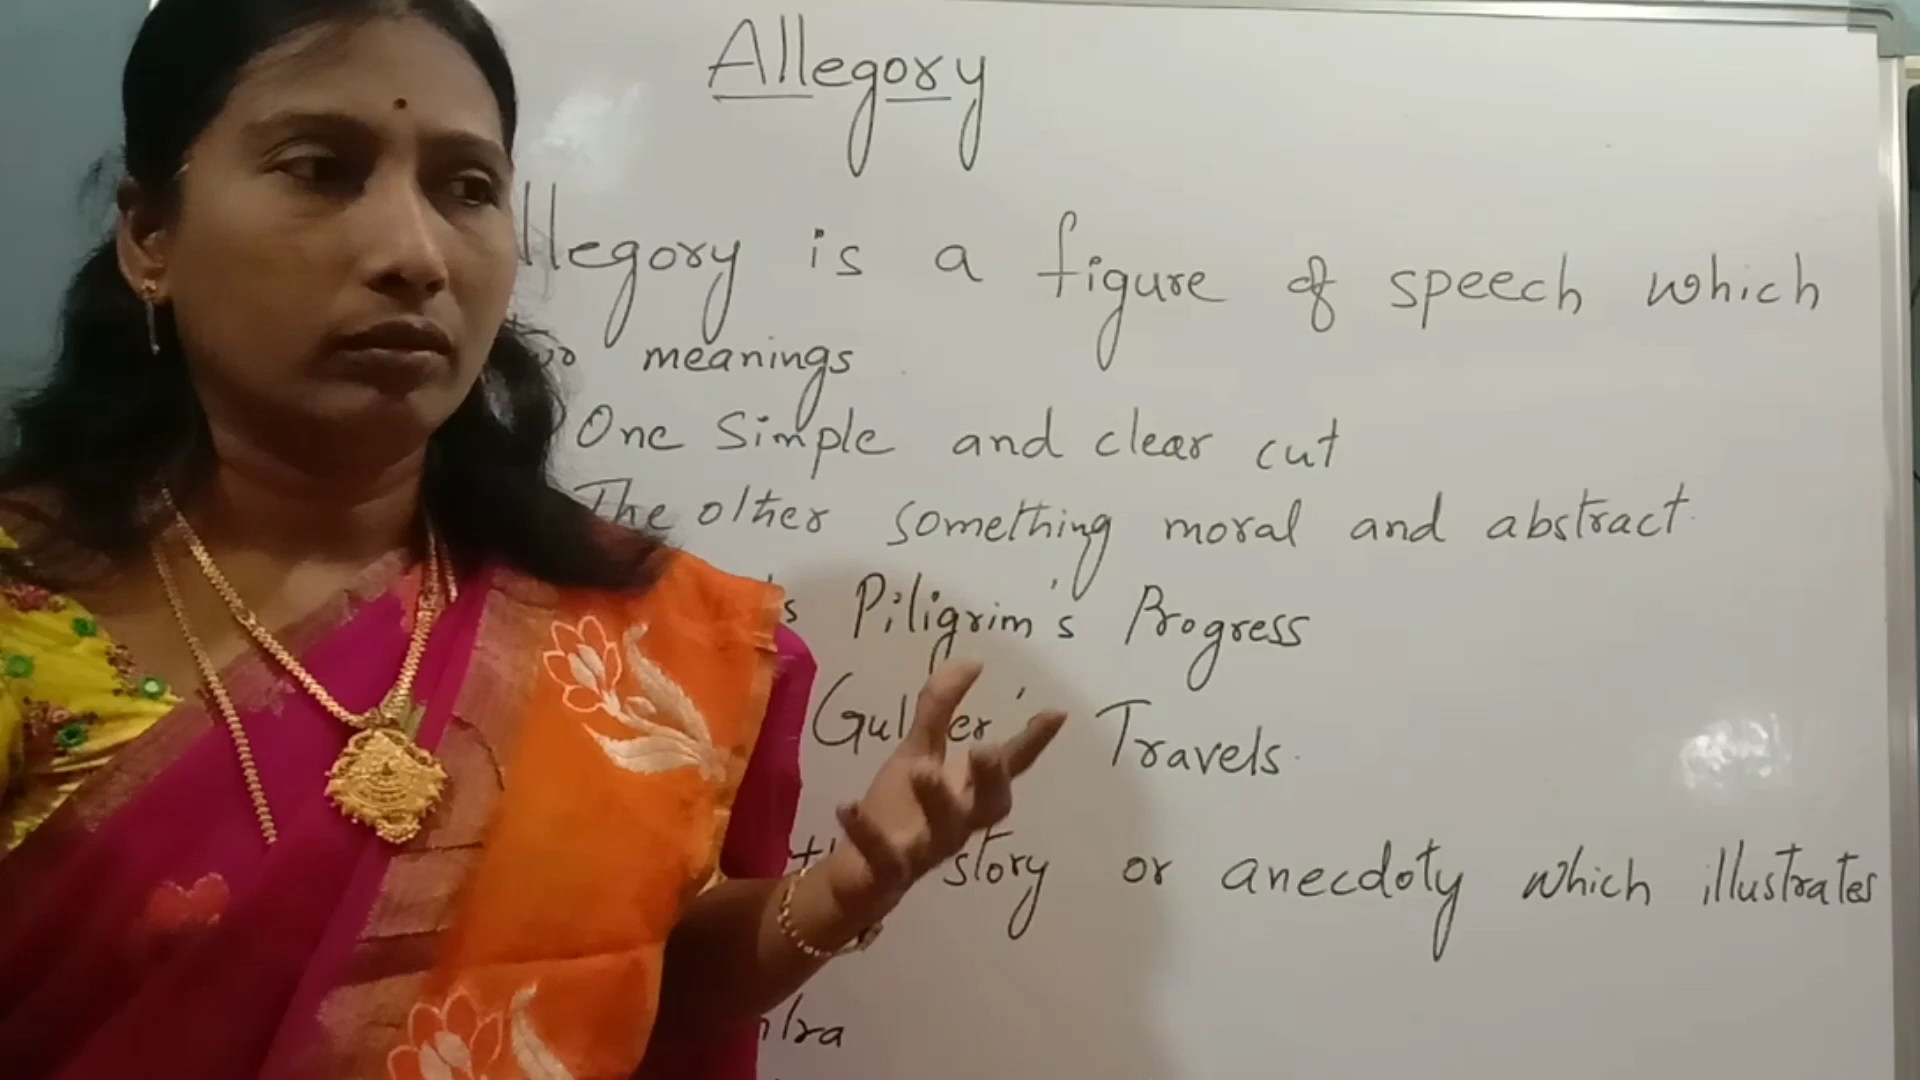 Allegory
llegory is a figure of speech which
wo meanings
One Simple and clear cut
The other something moral and abstract.
's Piligrim's Progress
Travels.
story or anecdoty which illustrates